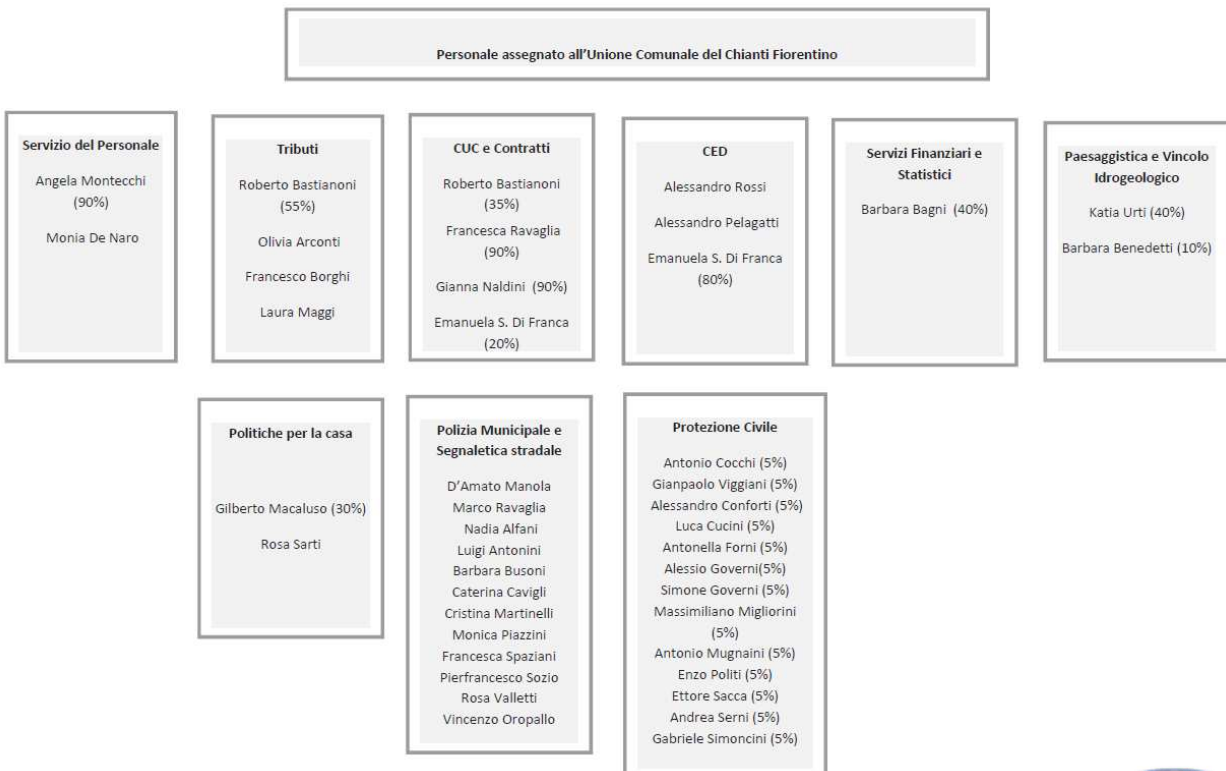 Personale assegnato all'Unione Comunale del Chianti Fiorentino
Servizio del Personale
Angela Montecchi
(90%)
Monia De Naro
Tributi
Roberto Bastianoni
(55%)
Olivia Arconti
Francesco Borghi
Laura Maggi
CUC e Contratti
Roberto Bastianoni
(35%)
Francesca Ravaglia
(90%)
Gianna Naldini (90%)
Emanuela S. Di Franca
(20%)
CED
Alessandro Rossi
Alessandro Pelagatti
Emanuela S. Di Franca
(80%)
Servizi Finanziari e
Statistici
Barbara Bagni (40%)
Paesaggistica e Vincolo
Idrogeologico
Katia Urti (40%)
Barbara Benedetti (10%)
Politiche per la casa
Gilberto Macaluso (30%)
Rosa Sarti
Polizia Municipale e
Segnaletica stradale
D'Amato Manola
Marco Ravaglia
Nadia Alfani
Luigi Antonini
Barbara Busoni
Caterina Cavigli
Cristina Martinelli
Monica Piazzini
Francesca Spaziani
Pierfrancesco Sozio
Rosa Valletti
Vincenzo Oropallo
Protezione Civile
Antonio Cocchi (5%)
Gianpaolo Viggiani (5%)
Alessandro Conforti (5%)
Luca Cucini (5%)
Antonella Forni (5%)
Alessio Governi(5%)
Simone Governi (5%)
Massimiliano Migliorini
(5%)
Antonio Mugnaini (5%)
Enzo Politi (5%)
Ettore Sacca (5%)
Andrea Serni (5%)
Gabriele Simoncini (5%)